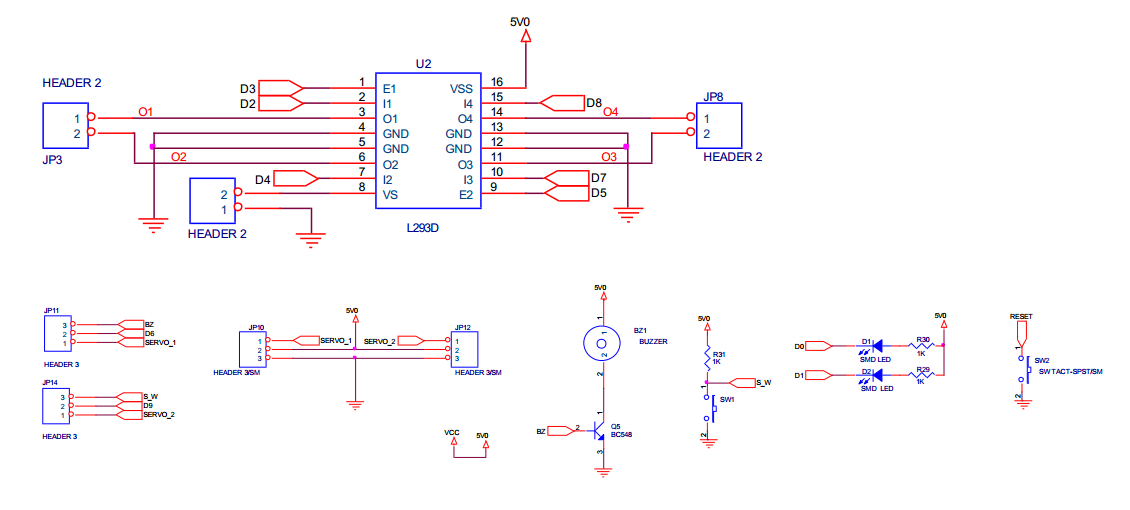 5V0
U2
HEADER 2
D3 1 E1 VSS 16
D2 2 I1 I4 15 D8
JP8
1 O1 3 O1 O4 14 O4 1
4 GND GND 13
2 5 GND GND 12 2
JP3 O2 6 O2 O3 11 O3 HEADER 2
D4 7 I2 I3 10 D7
2 8 VS E2 9 D5
1
HEADER 2 L293D
JP11
3 BZ
2 D6
1 SERVO_1
HEADER 3
JP14
3 S_W
2 D9
1 SERVO_2
HEADER 3
5V0
JP10 JP12
1 SERVO_1 SERVO_2 1
2 2
3 3
HEADER 3/SM HEADER 3/SM
VCC 5V0
5V0
1
1
BZ1
BUZZER
2
2
1
BZ 2 Q5
BC548
3
5V0
R31
1K
S_W
1
SW1
2
5V0
D0 D1 R30
SMD LED 1K
D1 D2 R29
SMD LED 1K
RESET
1
SW2
SW TACT-SPST/SM
2